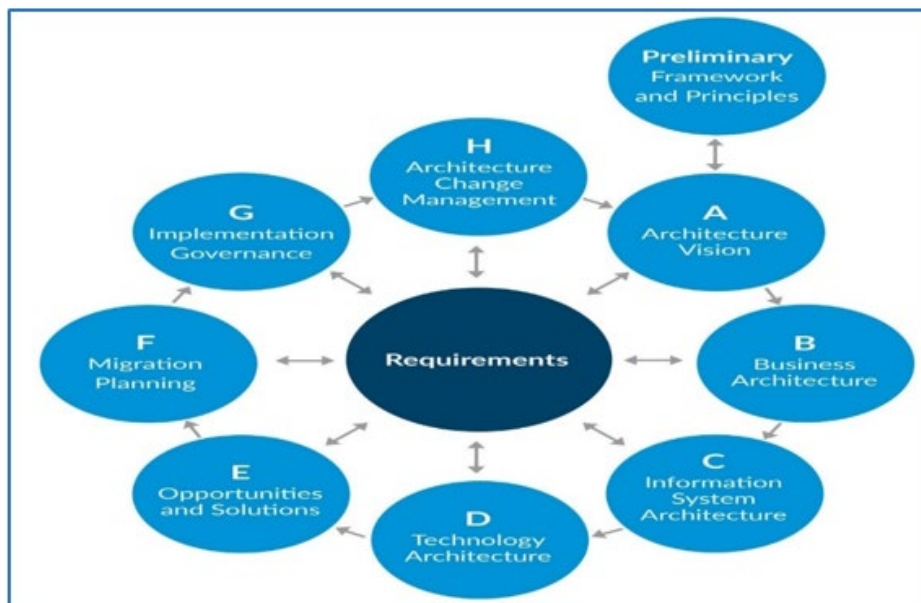 Preliminary
Framework
and Principles
H
Architecture
Change
Management
A
Architecture
Vision
G
Implementation
Governance
B
Business
Architecture
Requirements
F
Migration
Planning
C
Information
System
Architecture
E
Opportunities
and Solutions
D
Technology
Architecture